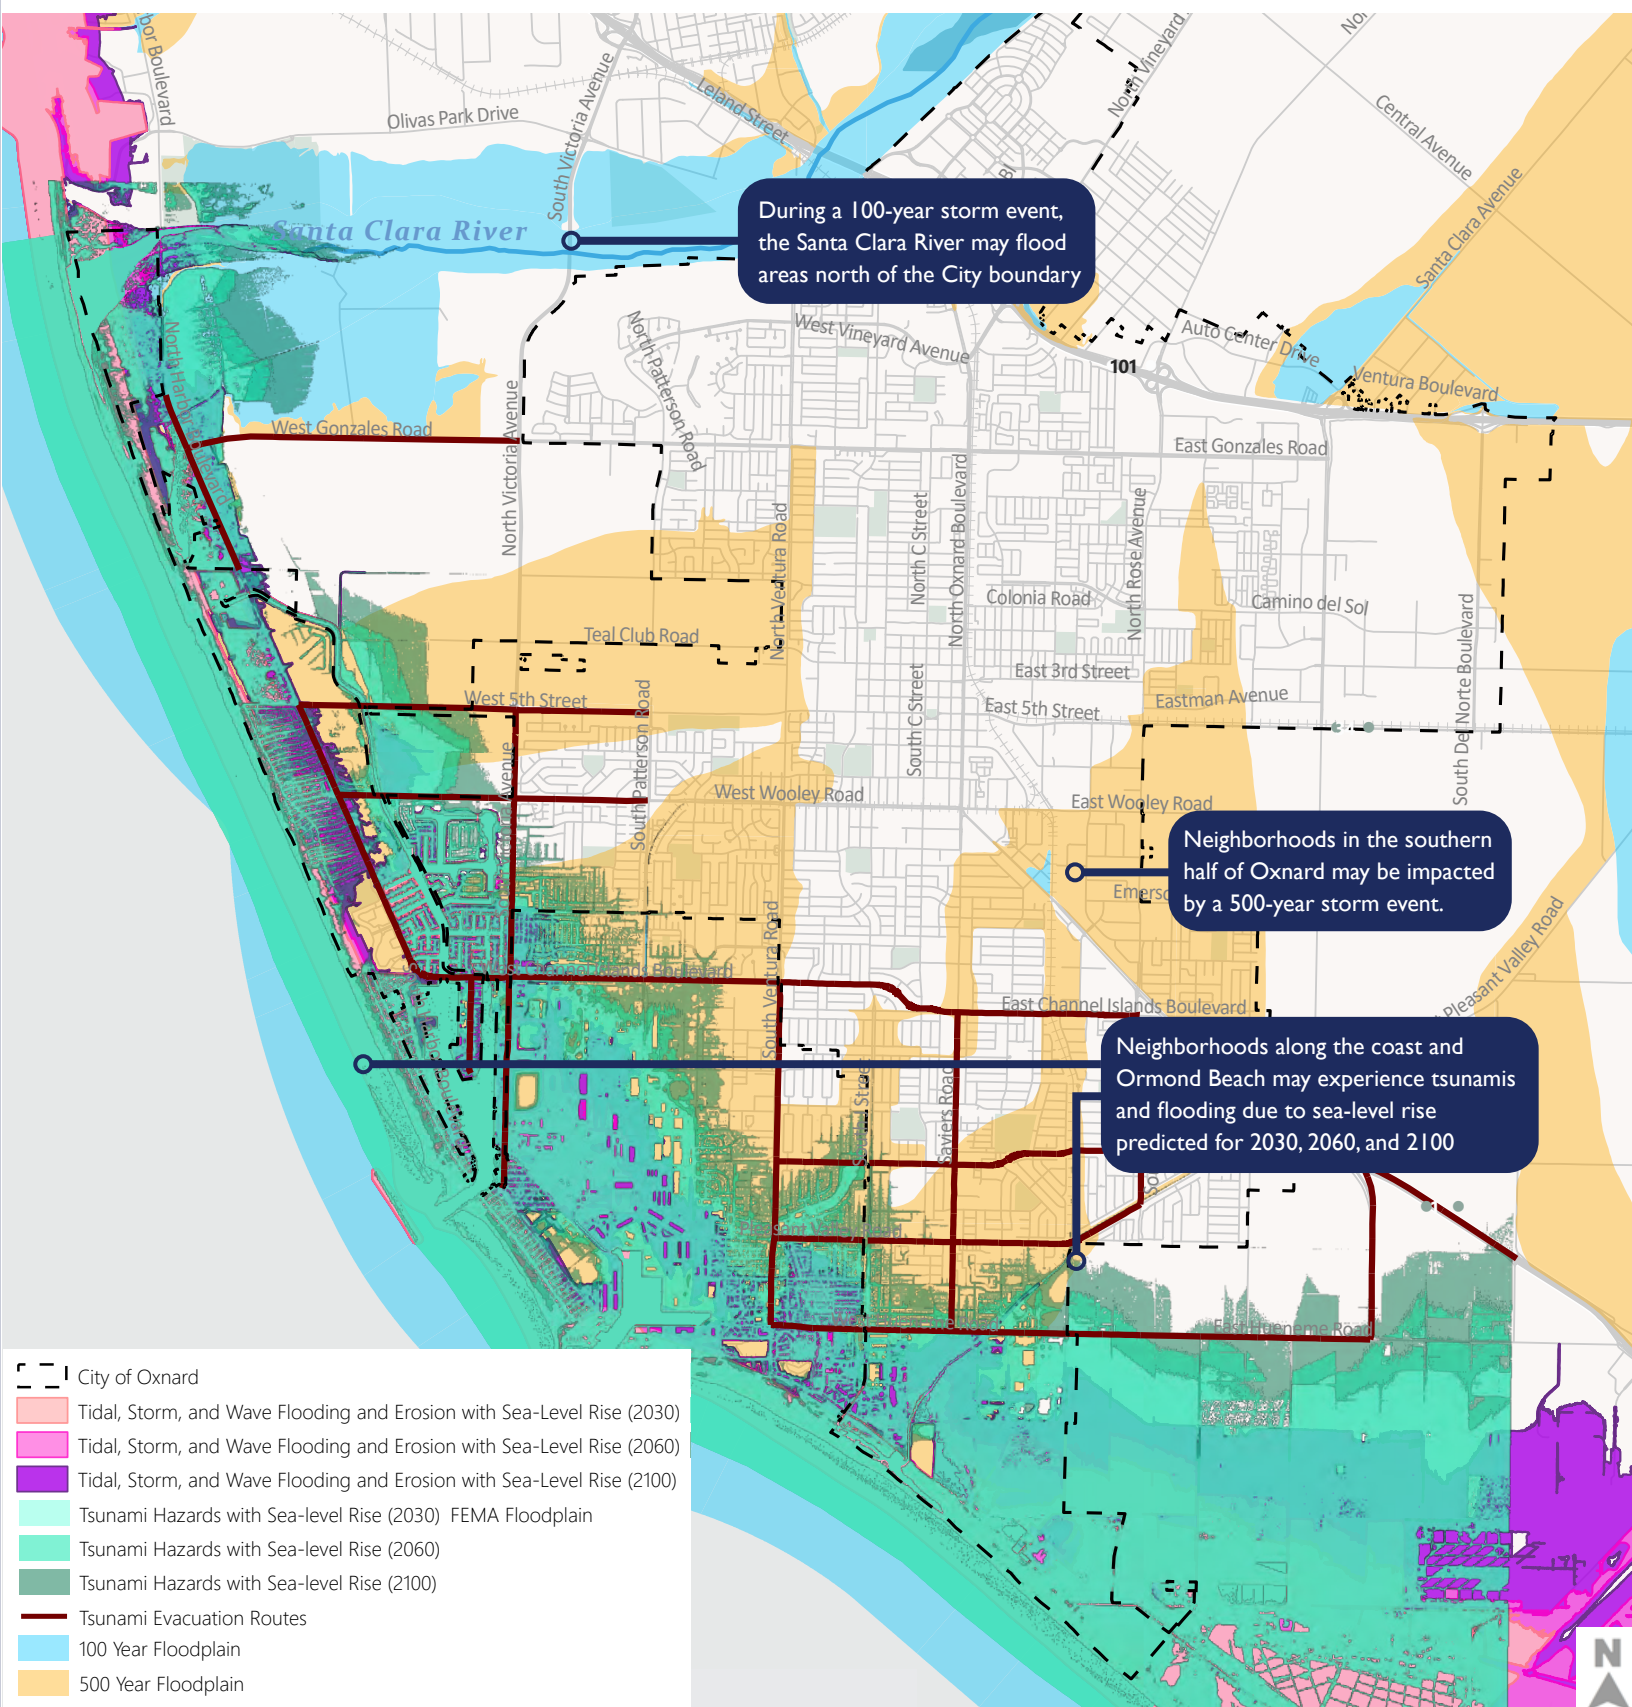 Olivas Park Drive
South Victoria Avenue
Leland Street
North Vineyard
Central Avenue
Santa Clara Avenue
Santa Clara River
During a 100-year storm event,
the Santa Clara River may flood
areas north of the City boundary
North Patterson Road
West Vineyard Avenue
101
Auto Center Drive
Ventura Boulevard
West Gonzales Road
North Victoria Avenue
East Gonzales Road
North Ventura Road
North C Street
North Oxnard Boulevard
North Rose Avenue
Colonia Road
Camino del Sol
Teal Club Road
East 3rd Street
West 5th Street
South Patterson Road
South C Street
East 5th Street
Eastman Avenue
South Del Norte Boulevard
Avenue
West Wooley Road
East Wooley Road
Neighborhoods in the southern
half of Oxnard may be impacted
by a 500-year storm event.
Pleasant Valley Road
South Ventura Road
Boulevard
East Channel Islands Boulevard
Neighborhoods along the coast and
Ormond Beach may experience tsunamis
and flooding due to sea-level rise
predicted for 2030, 2060, and 2100
Saviers Road
Pleasant Valley Road
East Hueneme Road
City of Oxnard
Tidal, Storm, and Wave Flooding and Erosion with Sea-Level Rise (2030)
Tidal, Storm, and Wave Flooding and Erosion with Sea-Level Rise (2060)
Tidal, Storm, and Wave Flooding and Erosion with Sea-Level Rise (2100)
Tsunami Hazards with Sea-level Rise (2030) FEMA Floodplain
Tsunami Hazards with Sea-level Rise (2060)
Tsunami Hazards with Sea-level Rise (2100)
Tsunami Evacuation Routes
100 Year Floodplain
500 Year Floodplain
N